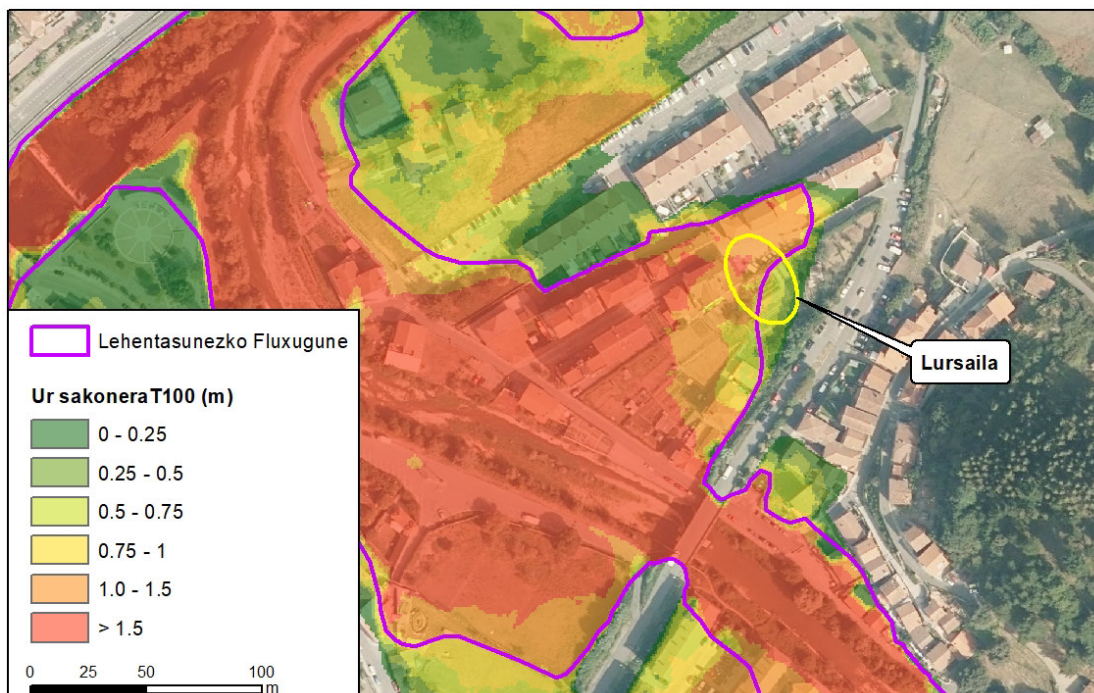 Lehentasunezko Fluxugune
Ur sakonera T100 (m)
0 - 0.25
0.25 - 0.5
0.5 - 0.75
0.75 - 1
1.0 - 1.5
> 1.5
0 25 50 100
m
Lursaila